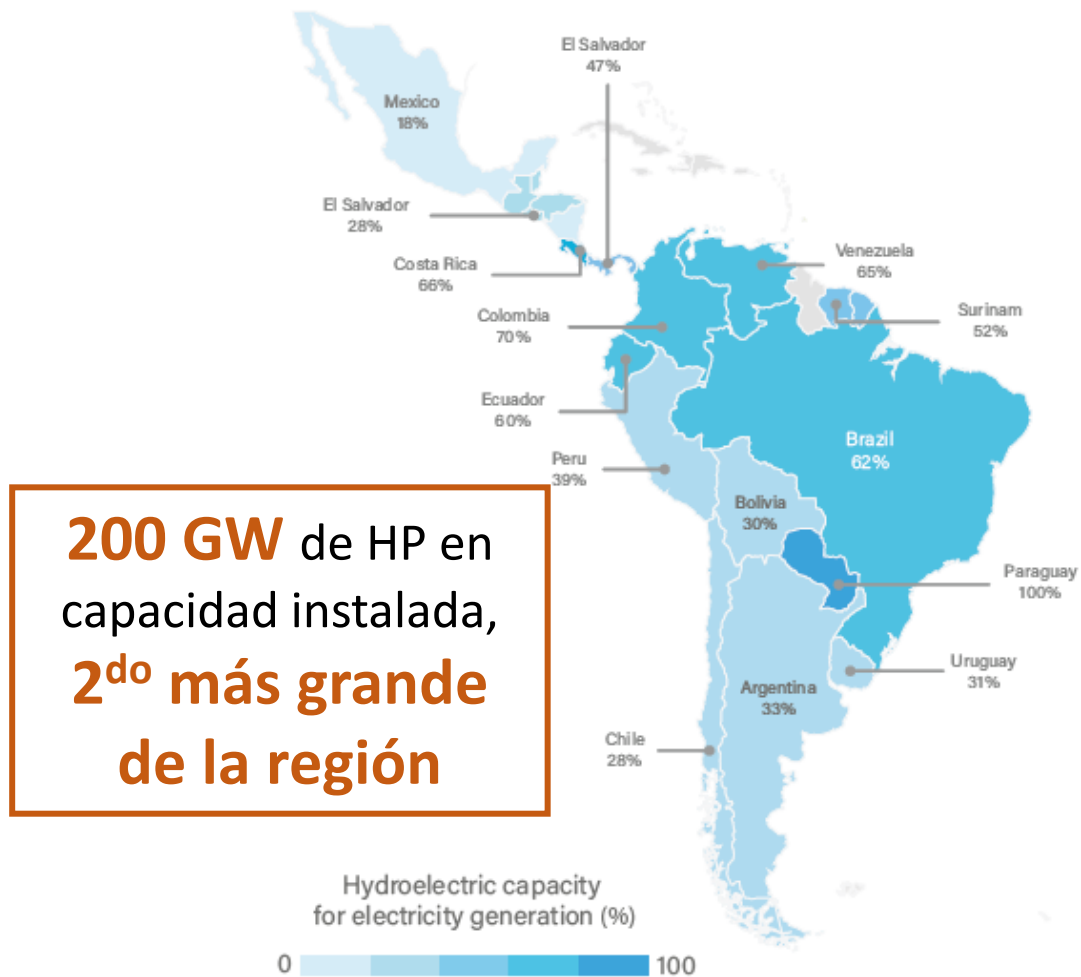 El Salvador
47%
Mexico
18%
El Salvador
28%
Costa Rica
66%
Venezuela
65%
Colombia
70%
Surinam
52%
Ecuador
60%
Brazil
62%
Peru
39%
Bolivia
30%
200 GW de HP en
capacidad instalada,
2do más grande
de la región
Paraguay
100%
Uruguay
31%
Argentina
33%
Chile
28%
Hydroelectric capacity
for electricity generation (%)
0 100